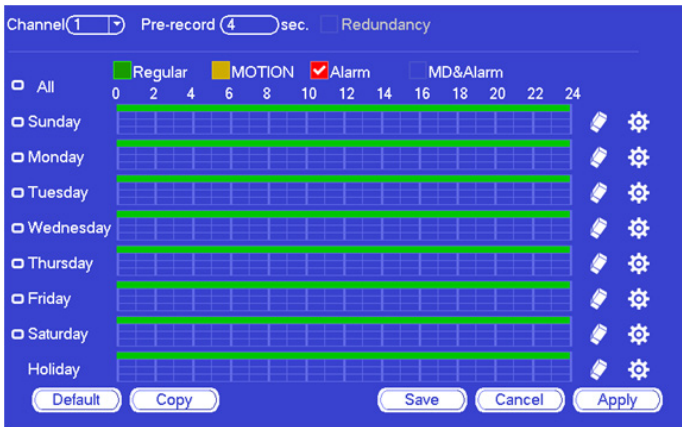 Channel 1 Pre-record 4 sec. Redundancy
Regular MOTION Alarm MD&Alarm
All 0 2 4 6 8 10 12 14 16 18 20 22 24
Sunday
Monday
Tuesday
Wednesday
Thursday
Friday
Saturday
Holiday
Default Copy Save Cancel Apply